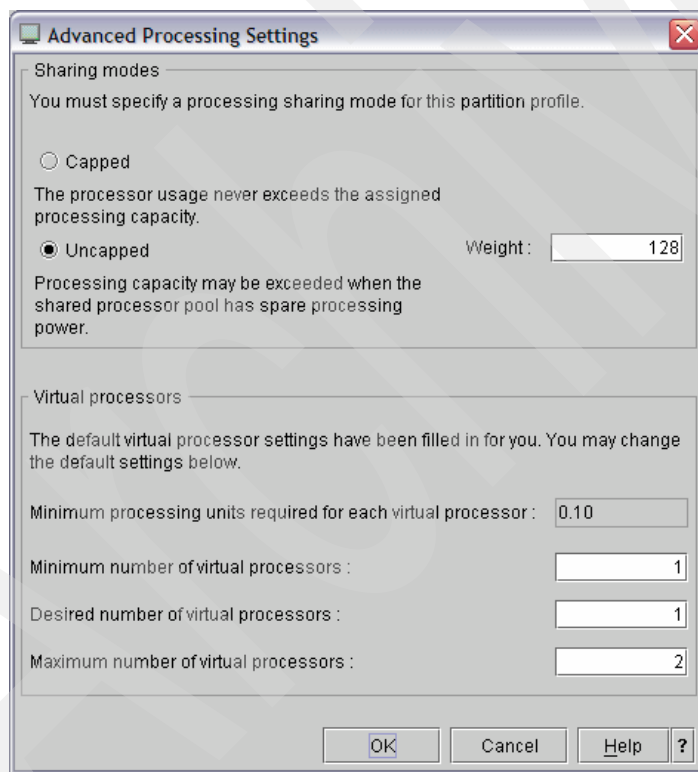 Advanced Processing Settings
Sharing modes
You must specify a processing sharing mode for this partition profile.
Capped
The processor usage never exceeds the assigned
processing capacity.
Uncapped
Weight : 128
Processing capacity may be exceeded when the
shared processor pool has spare processing
power.
Virtual processors
The default virtual processor settings have been filled in for you. You may change
the default settings below.
Minimum processing units required for each virtual processor : 0.10
Minimum number of virtual processors : 1
Desired number of virtual processors : 1
Maximum number of virtual processors : 2
OK Cancel Help ?